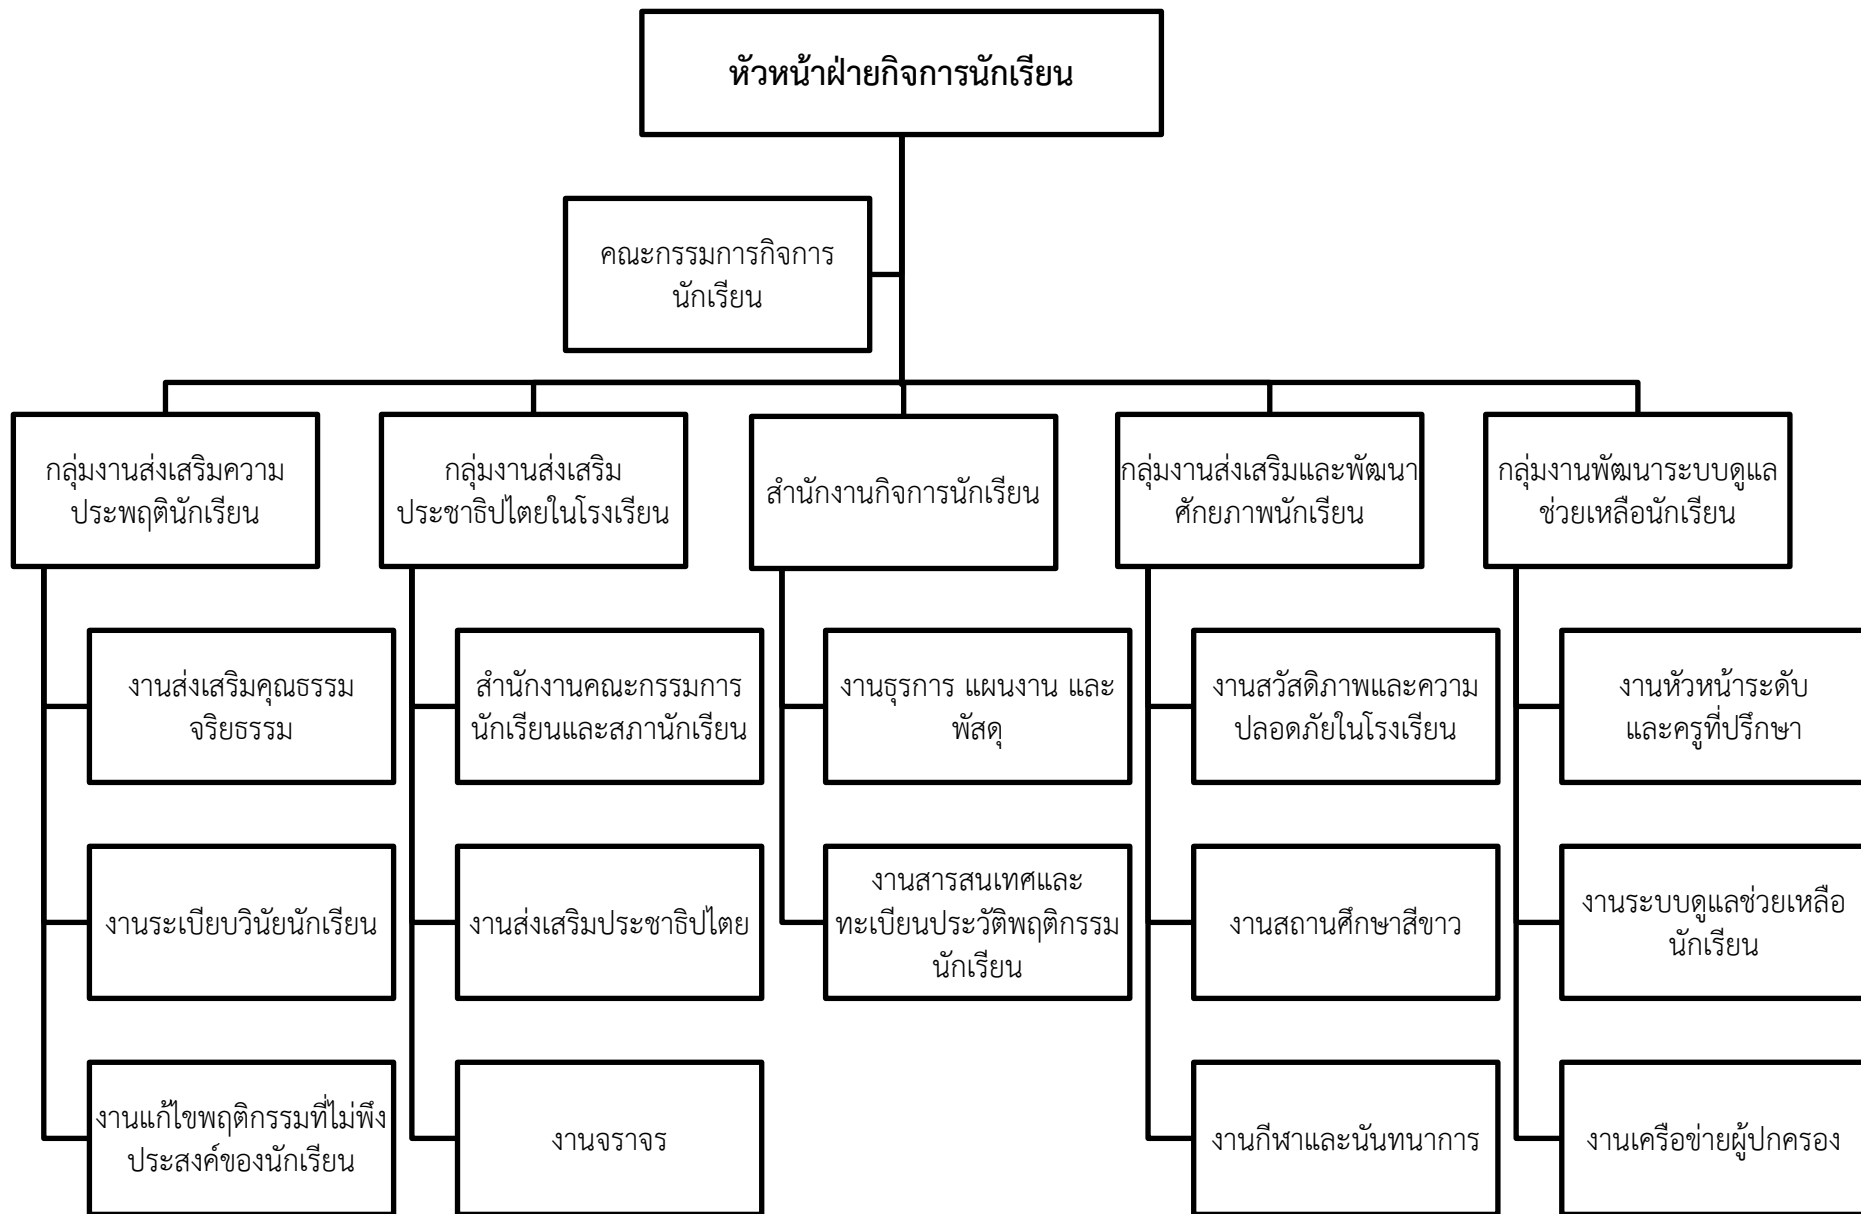 หัวหน้าฝ่ายกิจการนักเรียน
คณะกรรมการกิจการ
นักเรียน
กลุ่มงานส่งเสริมความ
ประพฤตินักเรียน
กลุ่มงานส่งเสริม
ประชาธิปไตยในโรงเรียน
สำนักงานกิจการนักเรียน
กลุ่มงานส่งเสริมและพัฒนา
ศักยภาพนักเรียน
กลุ่มงานพัฒนาระบบดูแล
ช่วยเหลือนักเรียน
งานส่งเสริมคุณธรรม
จริยธรรม
สำนักงานคณะกรรมการ
นักเรียนและสภานักเรียน
งานธุรการ แผนงาน และ
พัสดุ
งานสวัสดิภาพและความ
ปลอดภัยในโรงเรียน
งานหัวหน้าระดับ
และครูที่ปรึกษา
งานระเบียบวินัยนักเรียน
งานส่งเสริมประชาธิปไตย
งานสารสนเทศและ
ทะเบียนประวัติพฤติกรรม
นักเรียน
งานสถานศึกษาสีขาว
งานระบบดูแลช่วยเหลือ
นักเรียน
งานแก้ไขพฤติกรรมที่ไม่พึง
ประสงค์ของนักเรียน
งานจราจร
งานกีฬาและนันทนาการ
งานเครือข่ายผู้ปกครอง